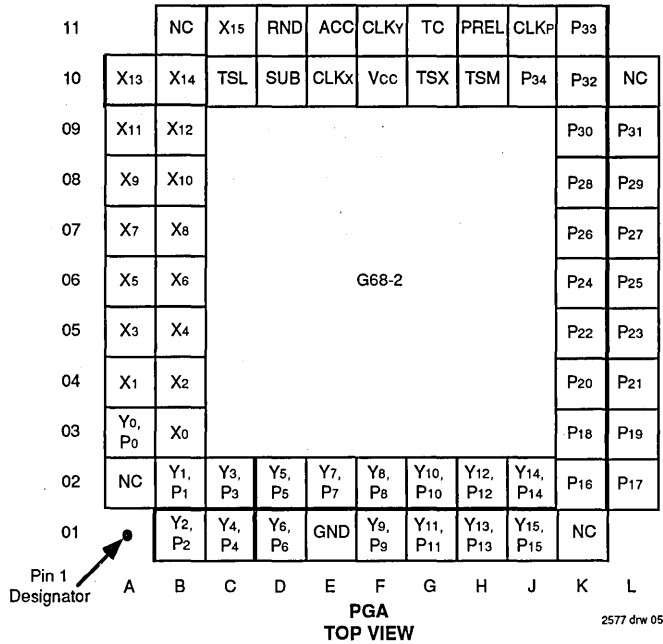 11 NC X15 RND ACC CLKY TC PREL CLKP P33
10 X13 X14 TSL SUB CLKX VCC TSX TSM P34 P32 NC
09 X11 X12 P30 P31
08 X9 X10 P28 P29
07 X7 X8 P26 P27
06 X5 X6 G68-2 P24 P25
05 X3 X4 P22 P23
04 X1 X2 P20 P21
03 Y0, P0 X0 P18 P19
02 NC Y1, P1 Y3, P3 Y5, P5 Y7, P7 Y8, P8 Y10, P10 Y12, P12 Y14, P14 P16 P17
01 Y2, P2 Y4, P4 Y6, P6 GND Y9, P9 Y11, P11 Y13, P13 Y15, P15 NC
Pin 1
Designator
A B C D E F G H J K L
PGA
TOP VIEW
2577 drw 05